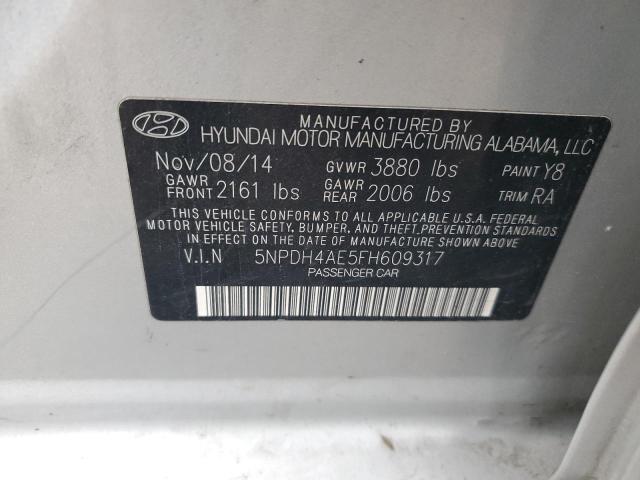 MANUFACTURED BY
HYUNDAI MOTOR MANUFACTURING ALABAMA, LLC
Nov/08/14 GVWR 3880 lbs PAINT Y8
GAWR FRONT 2161 lbs GAWR REAR 2006 lbs TRIM RA
THIS VEHICLE CONFORMS TO ALL APPLICABLE U.S.A. FEDERAL
MOTOR VEHICLE SAFETY, BUMPER, AND THEFT PREVENTION
STANDARDS IN EFFECT ON THE DATE OF MANUFACTURE SHOWN ABOVE.
V.I.N 5NPDH4AE5FH609317
PASSENGER CAR